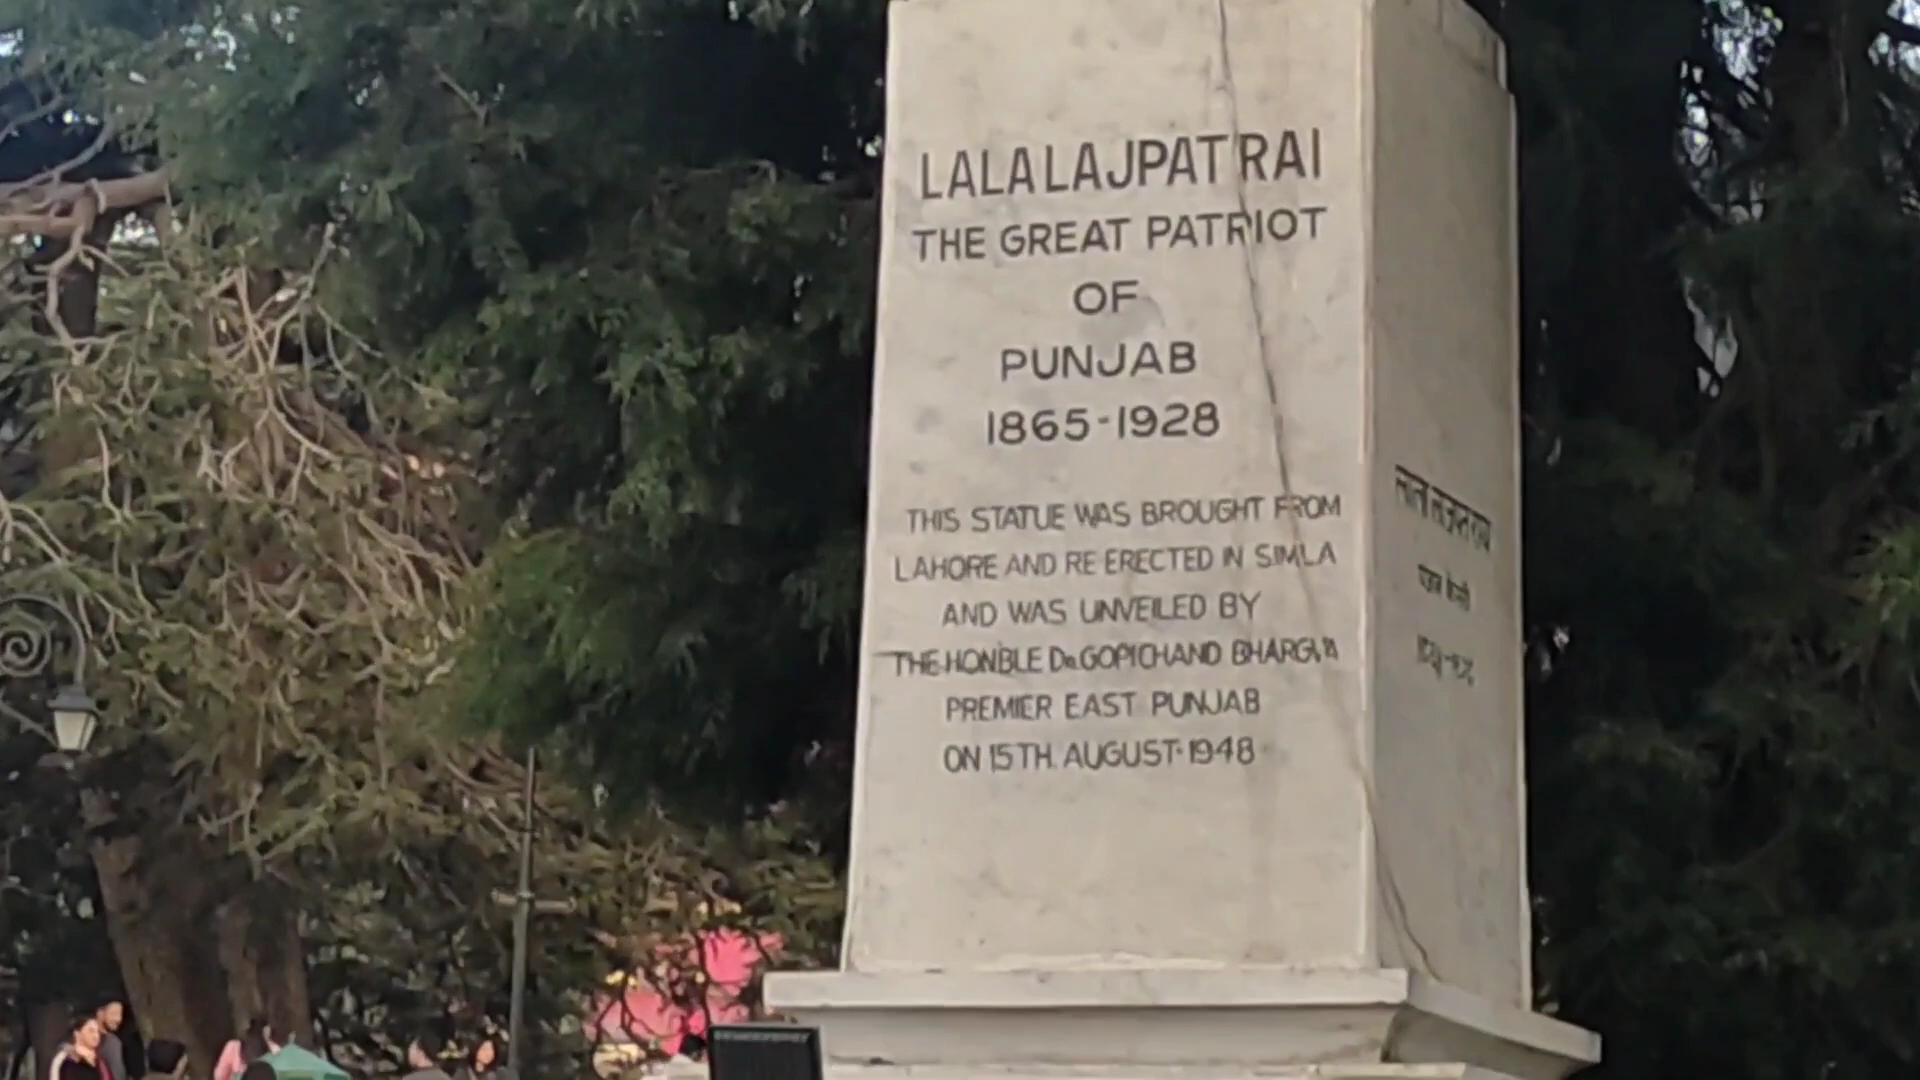 LALA LAJPAT RAI
THE GREAT PATRIOT
OF
PUNJAB
1865-1928
THIS STATUE WAS BROUGHT FROM
LAHORE AND RE ERECTED IN SIMLA
AND WAS UNVEILED BY
THE HON'BLE DR. GOPICHAND
PREMIER EAST PUNJAB
ON 15TH. AUGUST-1948
लाला लाजपत राय